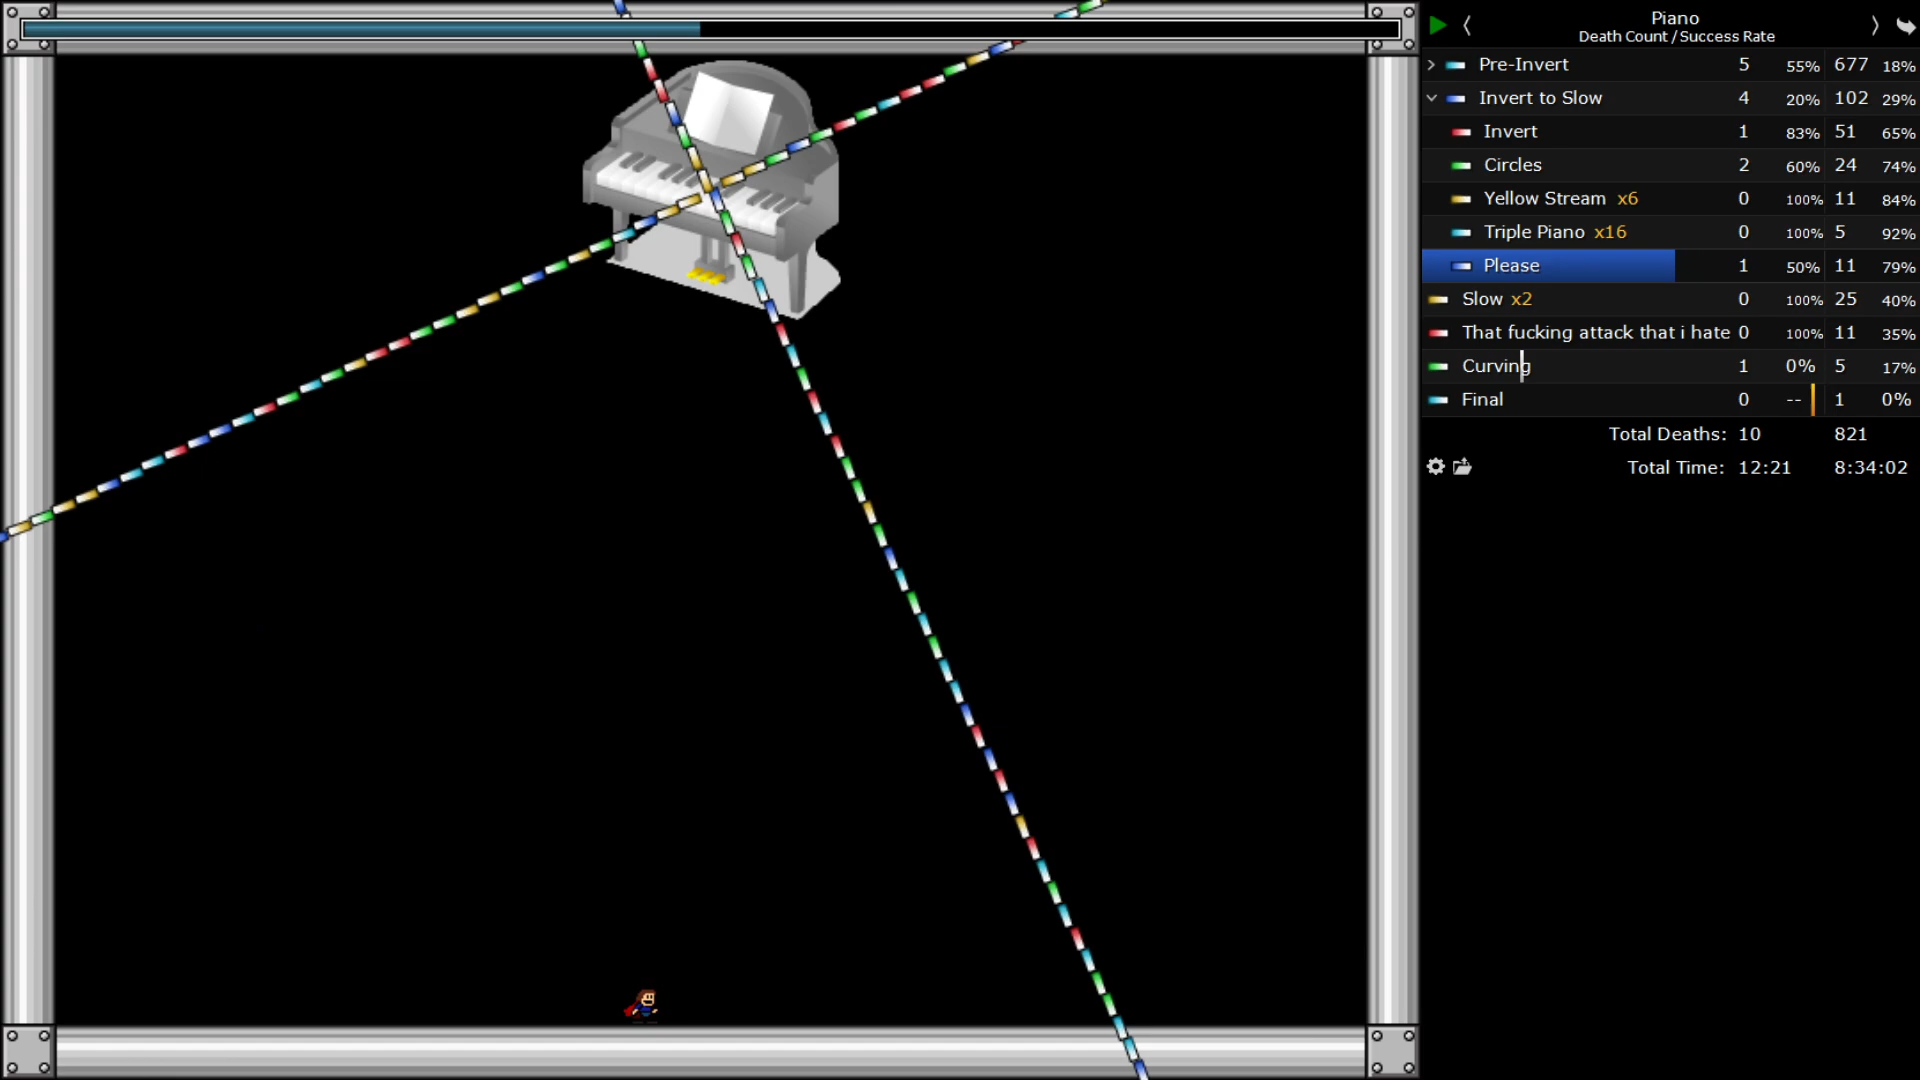 Piano
Death Count / Success Rate
Pre-Invert 5 55% 677 18%
Invert to Slow 4 20% 102 29%
Invert 1 83% 51 65%
Circles 2 60% 24 74%
Yellow Stream x6 0 100% 11 84%
Triple Piano x16 0 100% 5 92%
Please 1 50% 11 79%
Slow x2 0 100% 25 40%
That fucking attack that i hate 0 100% 11 35%
Curving 1 0% 5 17%
Final 0 -- 1 0%
Total Deaths: 10 821
Total Time: 12:21 8:34:02